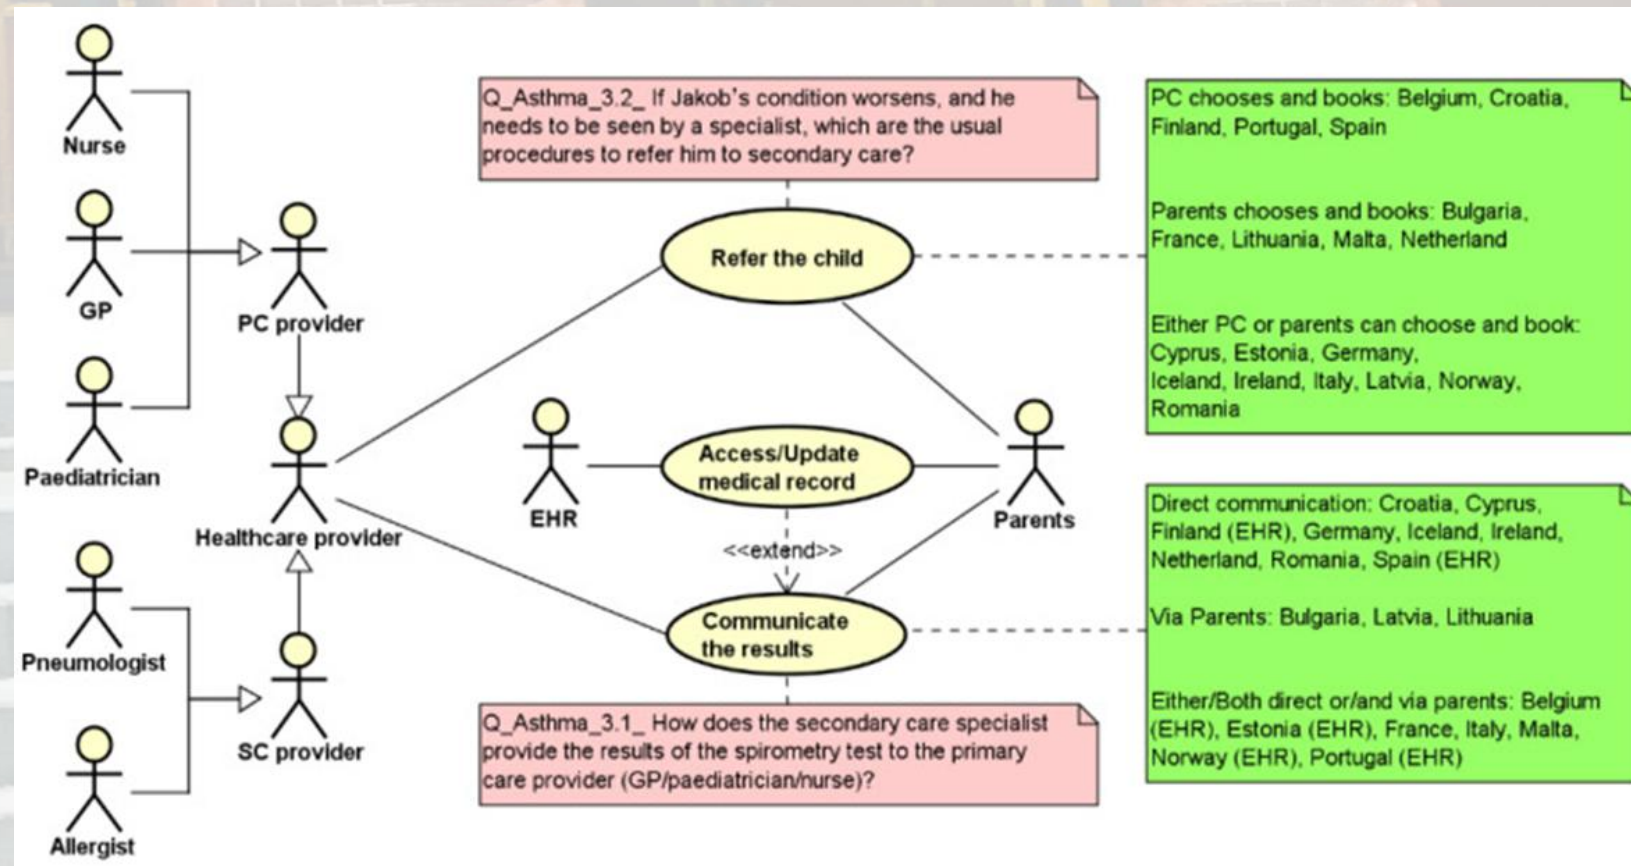 Nurse
GP
Paediatrician
PC provider
Healthcare provider
Pneumologist
Allergist
SC provider
Q_Asthma_3.2_ If Jakob's condition worsens, and he
needs to be seen by a specialist, which are the usual
procedures to refer him to secondary care?
Refer the child
EHR
Access/Update
medical record
Parents
<<extend>>
Communicate
the results
Q_Asthma_3.1_ How does the secondary care specialist
provide the results of the spirometry test to the primary
care provider (GP/paediatrician/nurse)?
PC chooses and books: Belgium, Croatia,
Finland, Portugal, Spain
Parents chooses and books: Bulgaria,
France, Lithuania, Malta, Netherland
Either PC or parents can choose and book:
Cyprus, Estonia, Germany,
Iceland, Ireland, Italy, Latvia, Norway,
Romania
Direct communication: Croatia, Cyprus,
Finland (EHR), Germany, Iceland, Ireland,
Netherland, Romania, Spain (EHR)
Via Parents: Bulgaria, Latvia, Lithuania
Either/Both direct or/and via parents: Belgium
(EHR), Estonia (EHR), France, Italy, Malta,
Norway (EHR), Portugal (EHR)